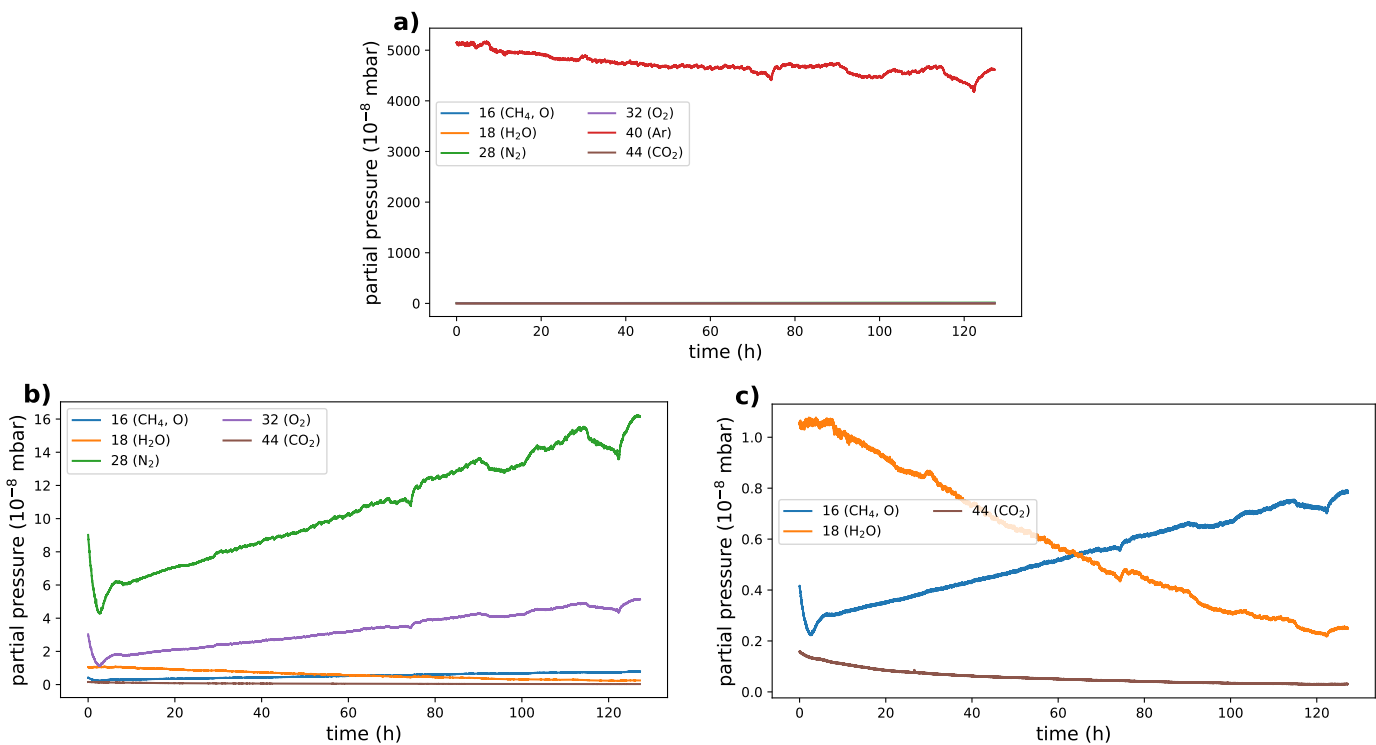 a)
partial pressure (10⁻⁸ mbar)
5000
4000
3000
2000
1000
0
16 (CH₄, O)
18 (H₂O)
28 (N₂)
32 (O₂)
40 (Ar)
44 (CO₂)
0 20 40 60 80 100 120
time (h)
b)
partial pressure (10⁻⁸ mbar)
16
14
12
10
8
6
4
2
0
16 (CH₄, O)
18 (H₂O)
28 (N₂)
32 (O₂)
44 (CO₂)
0 20 40 60 80 100 120
time (h)
c)
partial pressure (10⁻⁸ mbar)
1.0
0.8
0.6
0.4
0.2
0.0
16 (CH₄, O)
18 (H₂O)
44 (CO₂)
0 20 40 60 80 100 120
time (h)